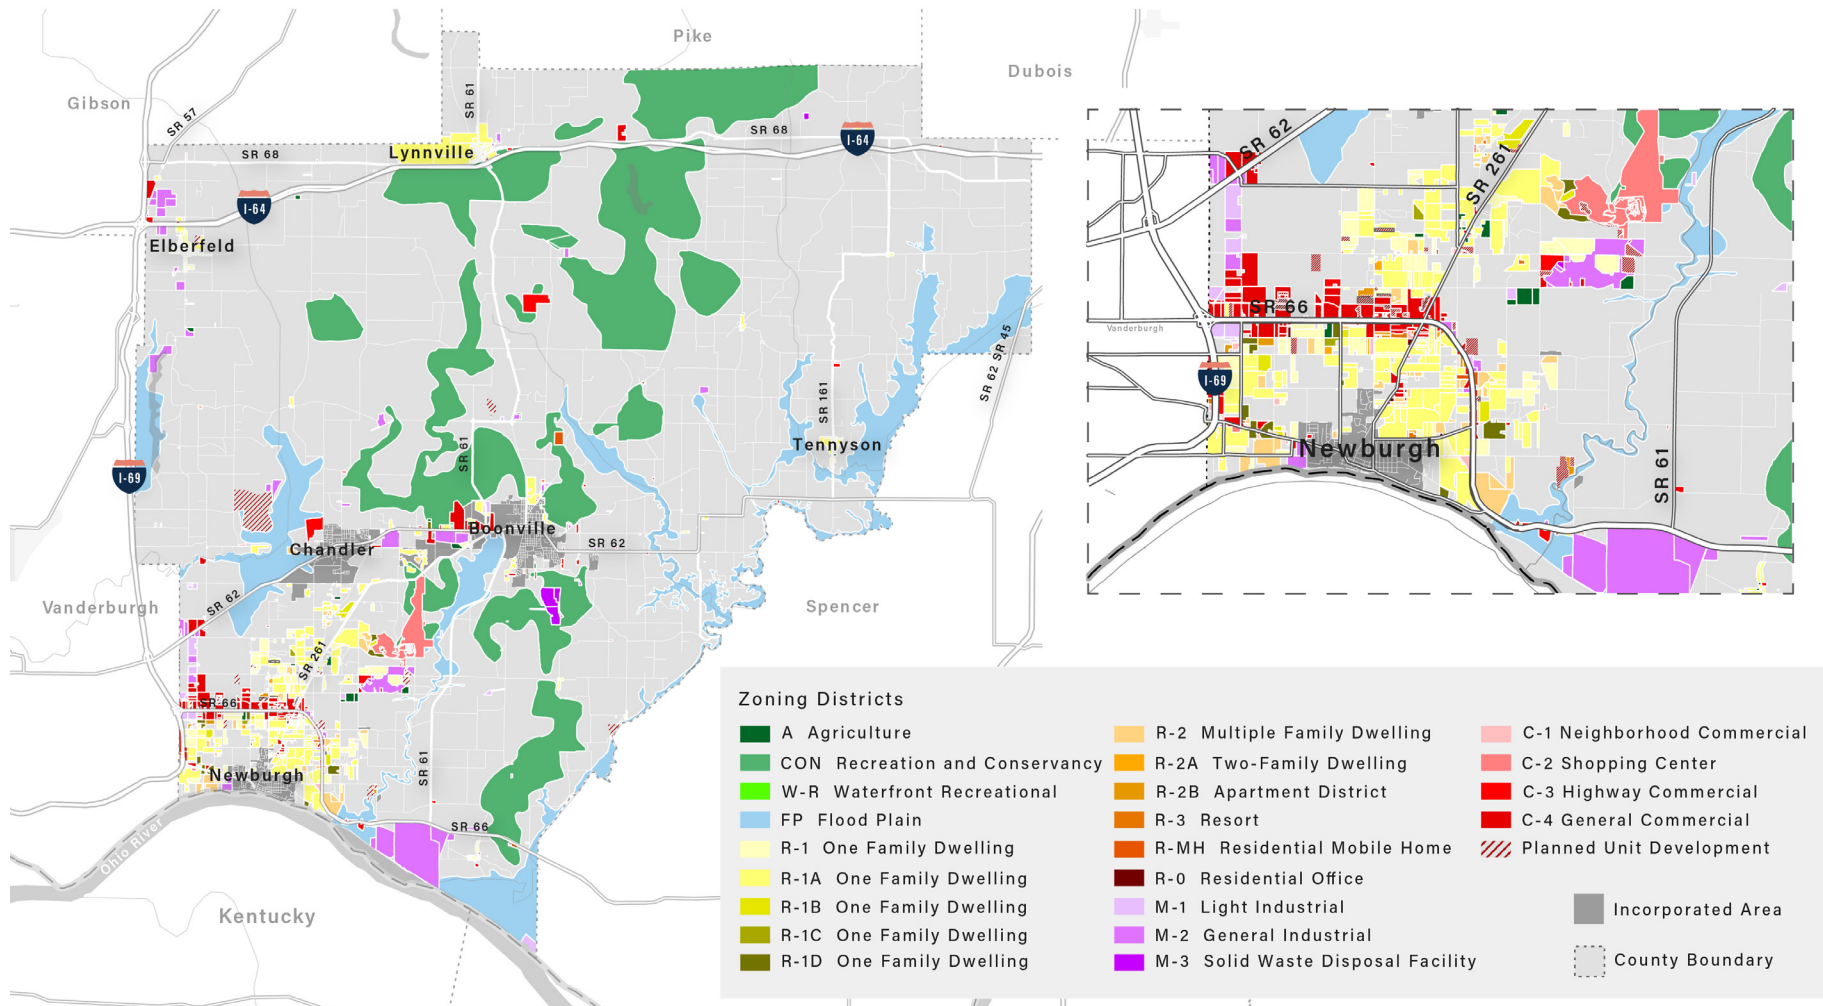 Pike
Dubois
Gibson
SR 57
SR 61
SR 68
I-64
Lynnville
SR 68
I-64
Elberfeld
SR 62 SR 45
SR 161
Tennyson
SR 61
I-69
Boonville
Chandler
SR 62
SR 62
Vanderburgh
Spencer
SR 261
SR 66
Newburgh
SR 61
SR 66
Ohio River
Kentucky
SR 62
SR 261
SR 66
Vanderburgh
I-69
Newburgh
SR 61
Zoning Districts
A Agriculture
CON Recreation and Conservancy
W-R Waterfront Recreational
FP Flood Plain
R-1 One Family Dwelling
R-1A One Family Dwelling
R-1B One Family Dwelling
R-1C One Family Dwelling
R-1D One Family Dwelling
R-2 Multiple Family Dwelling
R-2A Two-Family Dwelling
R-2B Apartment District
R-3 Resort
R-MH Residential Mobile Home
R-0 Residential Office
M-1 Light Industrial
M-2 General Industrial
M-3 Solid Waste Disposal Facility
C-1 Neighborhood Commercial
C-2 Shopping Center
C-3 Highway Commercial
C-4 General Commercial
Planned Unit Development
Incorporated Area
County Boundary